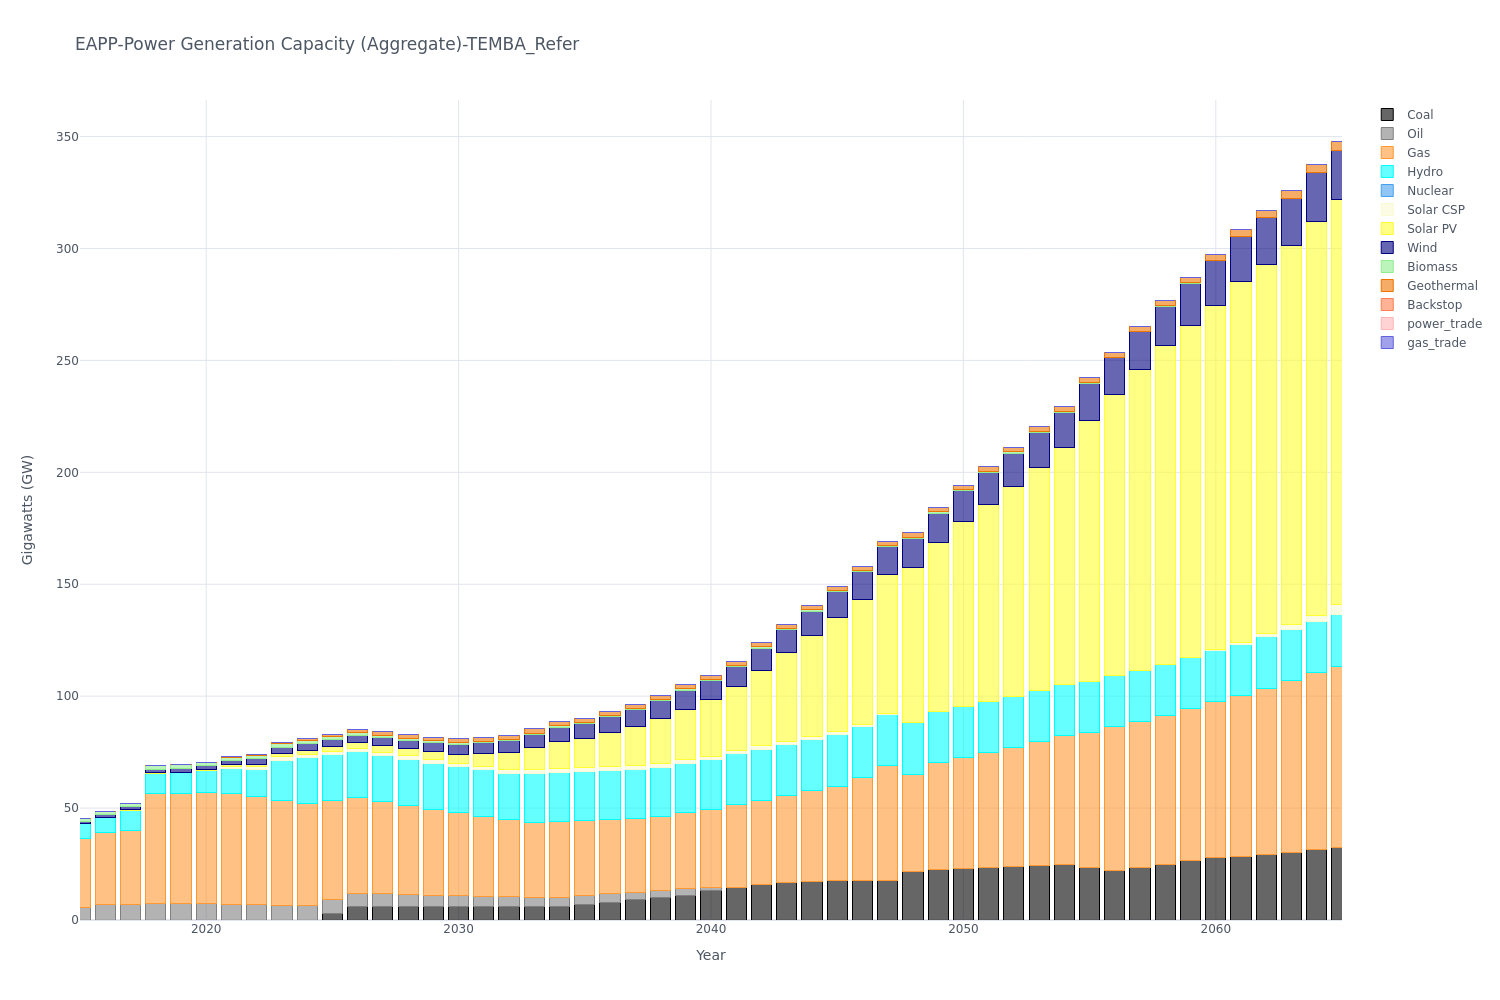 EAPP-Power Generation Capacity (Aggregate)-TEMBA_Refer
Coal
Oil
Gas
Hydro
Nuclear
Solar CSP
Solar PV
Wind
Biomass
Geothermal
Backstop
power_trade
gas_trade
350
300
250
200
150
100
50
0
Gigawatts (GW)
2020
2030
2040
2050
2060
Year